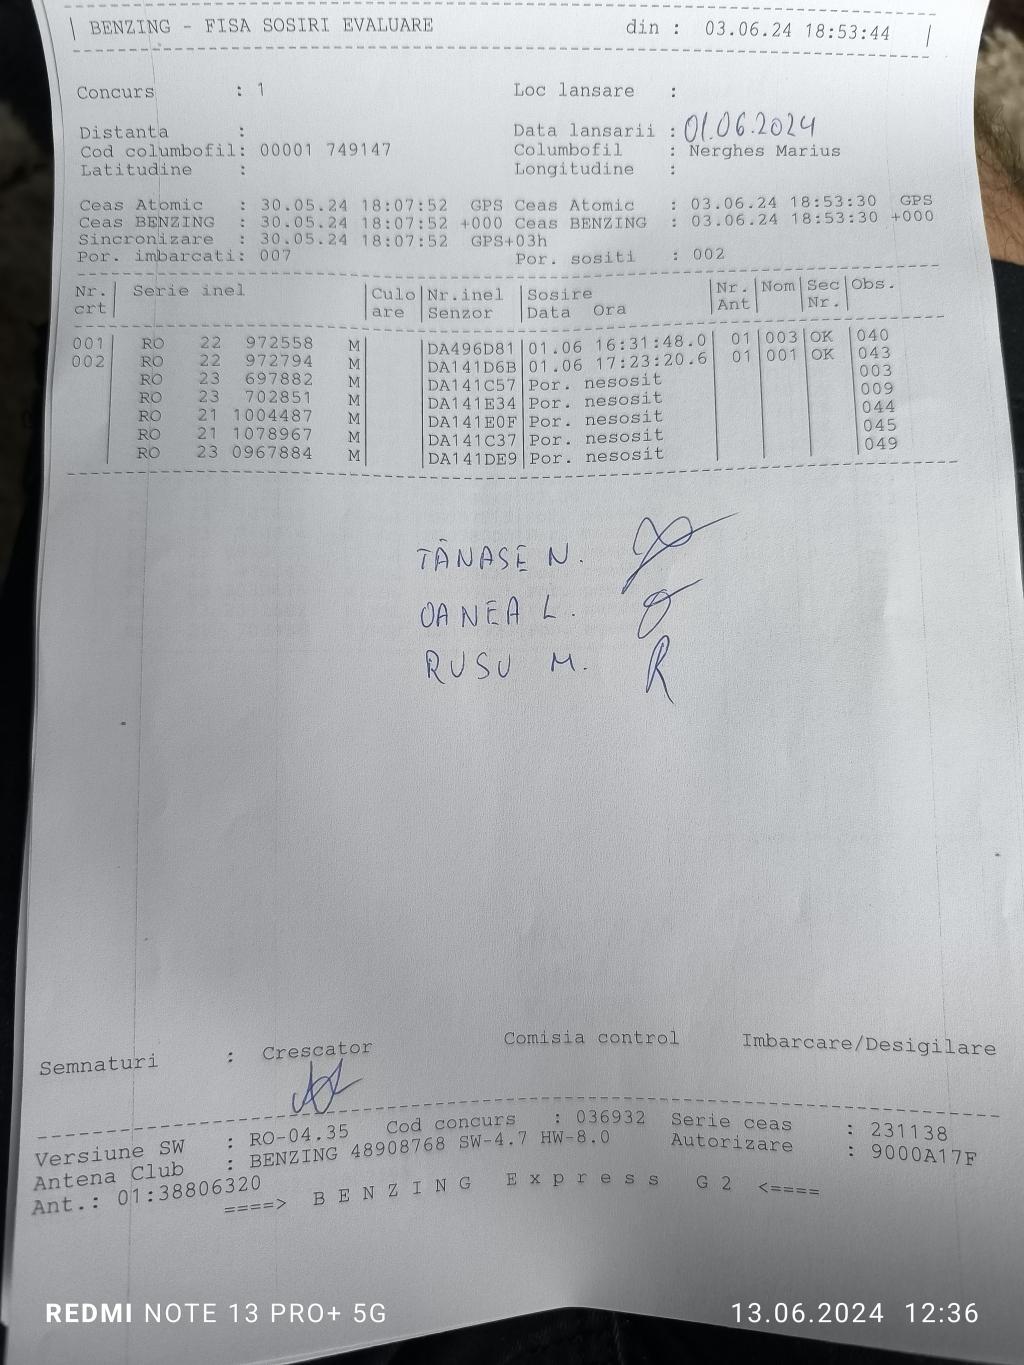 BENZING - FISA SOSIRI EVALUARE din : 03.06.24 18:53:44
Concurs : 1 Loc lansare :
Distanta : Data lansarii : 01.06.2024
Cod columbofil: 00001 749147 Columbofil : Nerghes Marius
Latitudine : Longitudine :
Ceas Atomic : 30.05.24 18:07:52 GPS Ceas Atomic : 03.06.24 18:53:30 GPS
Ceas BENZING : 30.05.24 18:07:52 +000 Ceas BENZING : 03.06.24 18:53:30 +000
Sincronizare : 30.05.24 18:07:52 GPS+03h
Por. imbarcati: 007 Por. sositi : 002
Nr. Serie inel Culo Nr.inel Sosire Nr. Nom Sec Obs.
crt are Senzor Data Ora Ant Nr.
001 RO 22 972558 M DA496D81 01.06 16:31:48.0 01 003 OK 040
002 RO 22 972794 M DA141D6B 01.06 17:23:20.6 01 001 OK 043
RO 23 697882 M DA141C57 Por. nesosit 003
RO 23 702851 M DA141E34 Por. nesosit 009
RO 21 1004487 M DA141E0F Por. nesosit 044
RO 21 1078967 M DA141C37 Por. nesosit 045
RO 23 0967884 M DA141DE9 Por. nesosit 049
TĂNASE N.
OANEA L.
RUSU M. R
Semnaturi : Crescator Comisia control Imbarcare/Desigilare
Versiune SW : RO-04.35 Cod concurs : 036932 Serie ceas : 231138
Antena Club : BENZING 48908768 SW-4.7 HW-8.0 Autorizare : 9000A17F
Ant.: 01:38806320
====> B E N Z I N G E x p r e s s G 2 <====
REDMI NOTE 13 PRO+ 5G 13.06.2024 12:36